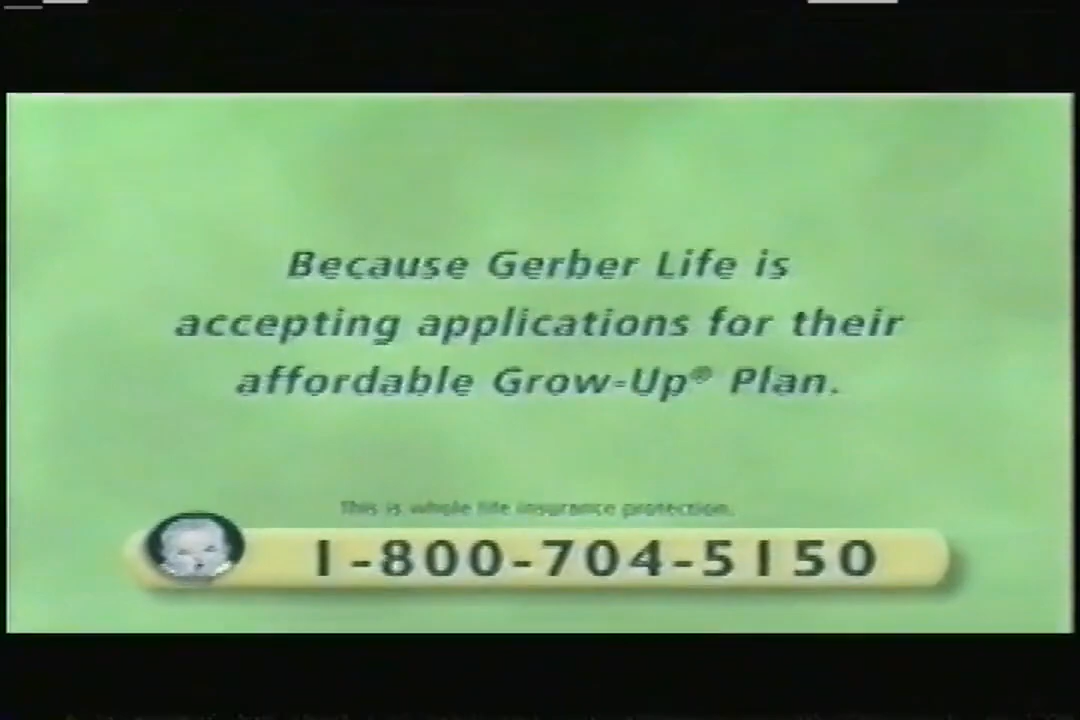 Because Gerber Life is
accepting applications for their
affordable Grow-Up® Plan.
This is whole life insurance protection.
1-800-704-5150